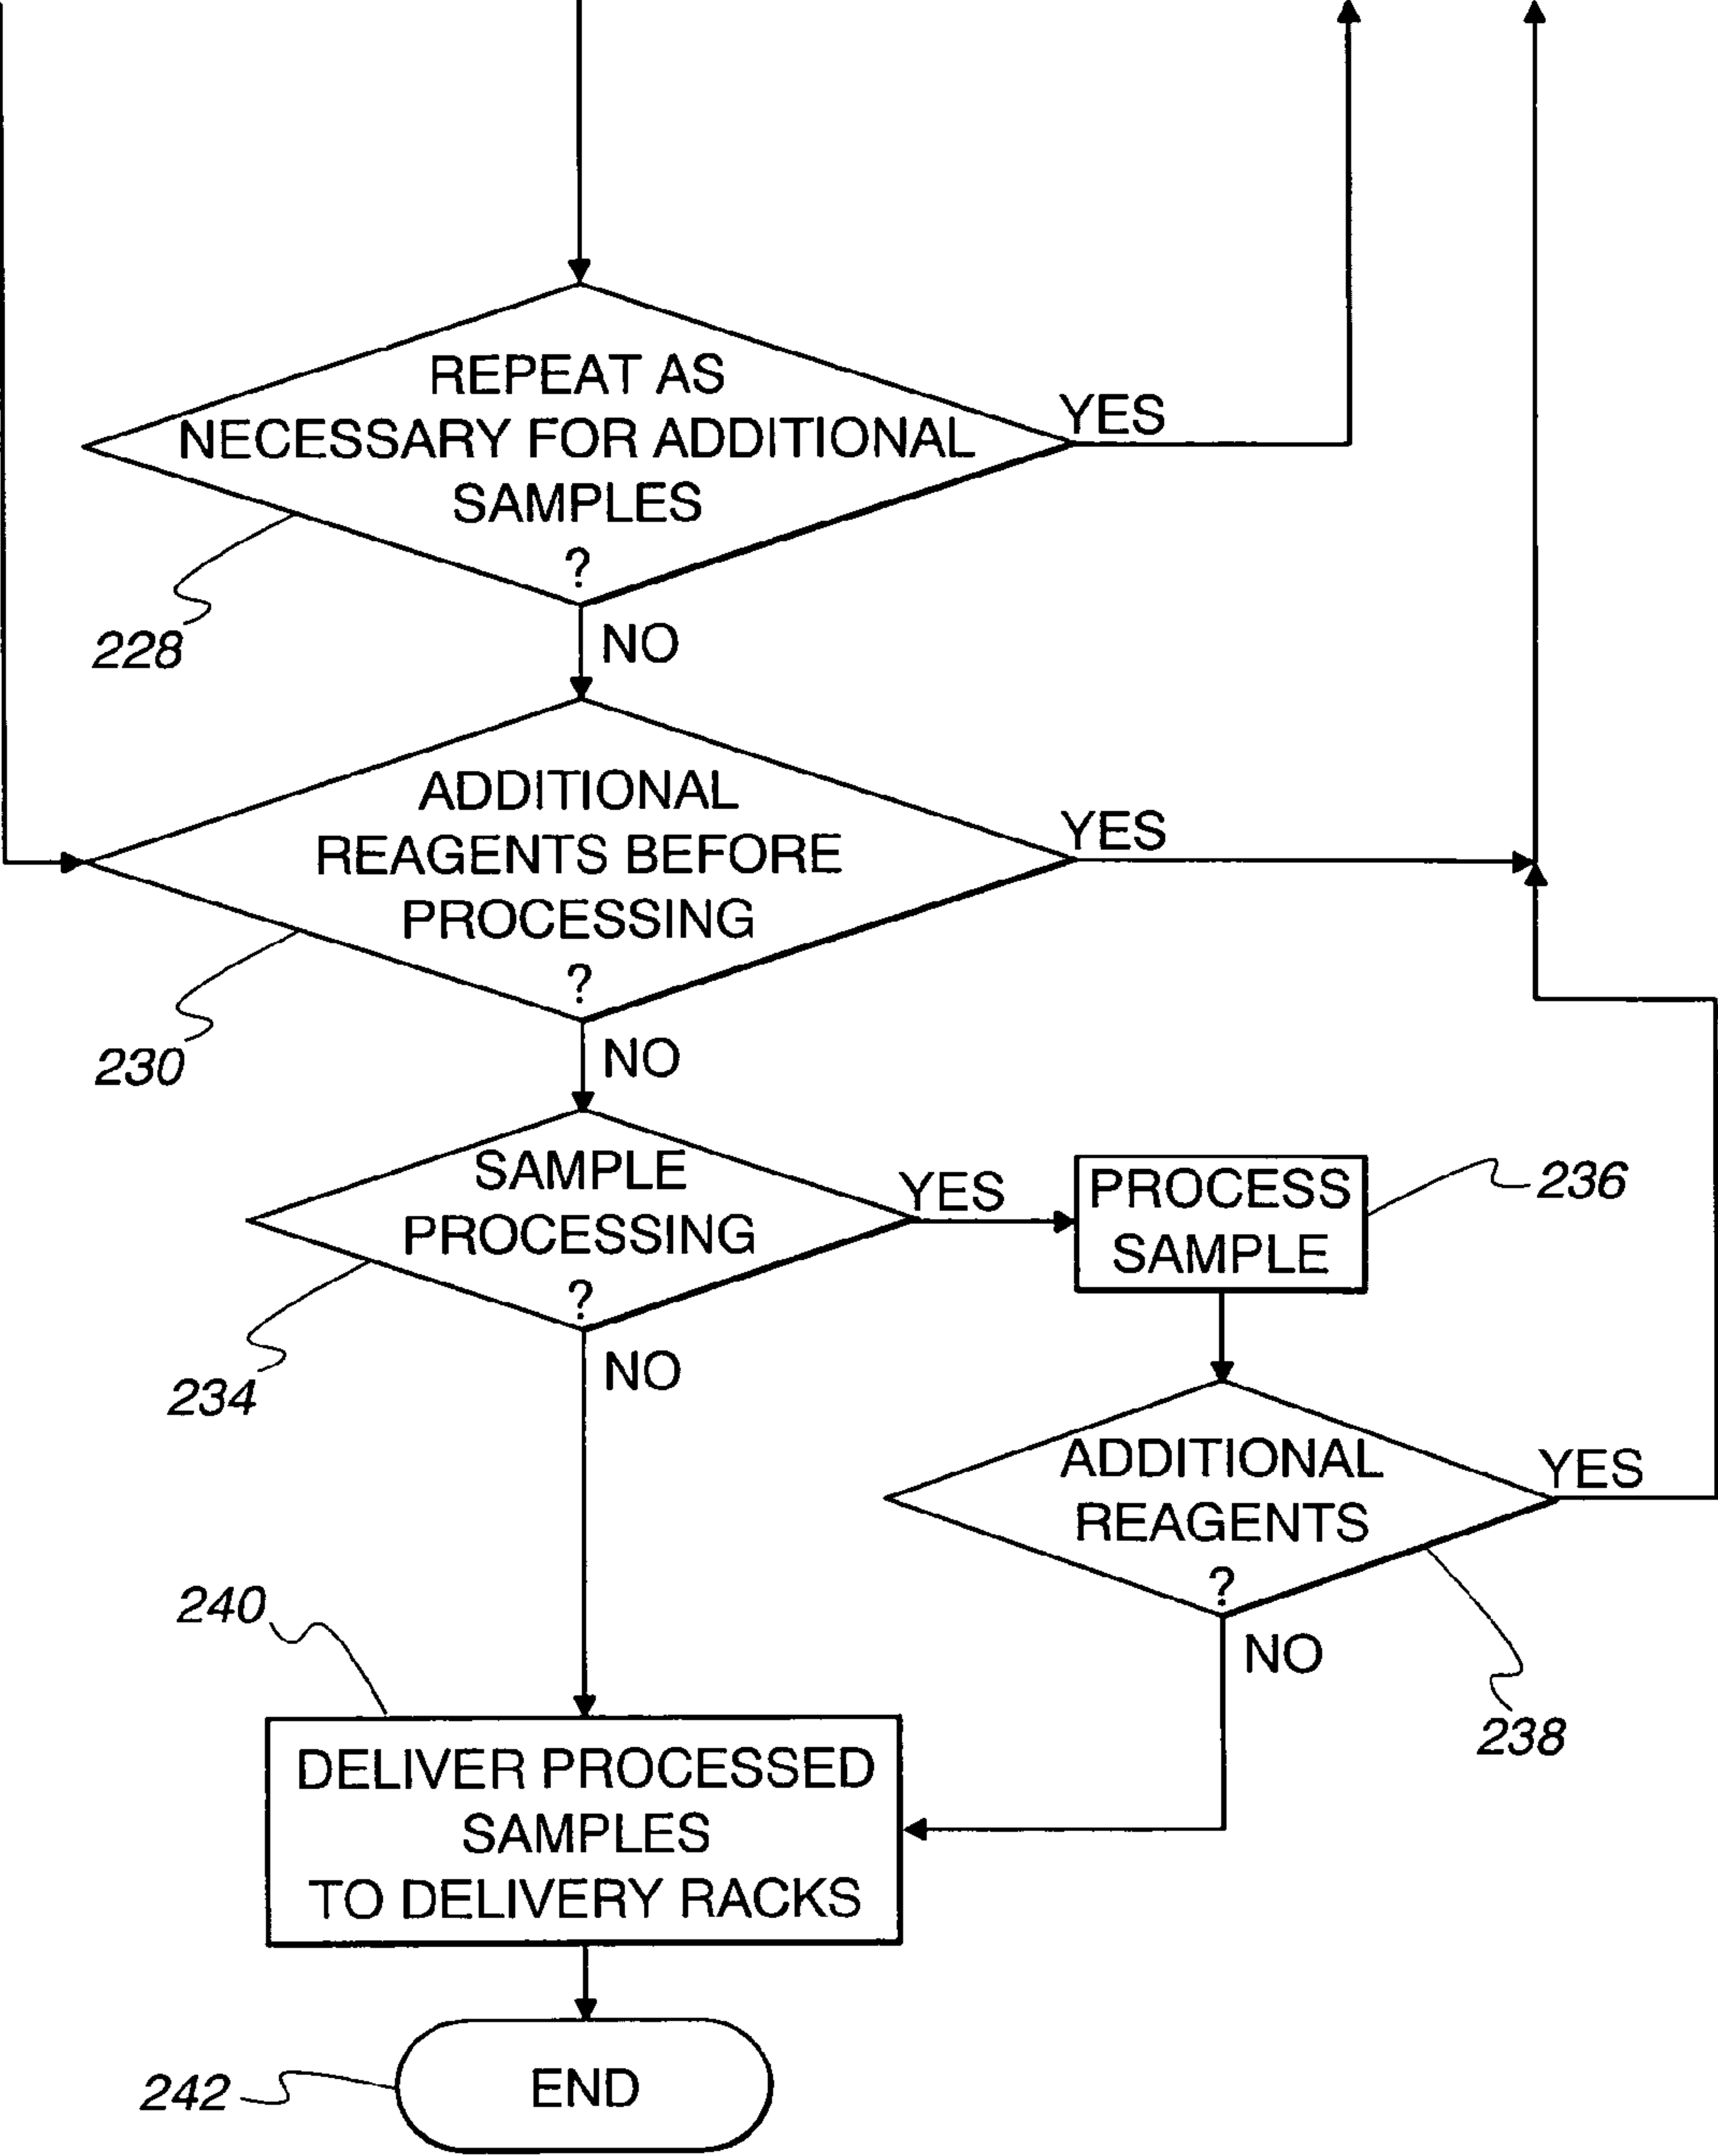 REPEAT AS
NECESSARY FOR ADDITIONAL
SAMPLES
?
YES
228
NO
ADDITIONAL
REAGENTS BEFORE
PROCESSING
?
YES
230
NO
SAMPLE
PROCESSING
?
YES
PROCESS
SAMPLE
236
234
NO
ADDITIONAL
REAGENTS
?
YES
238
NO
240
DELIVER PROCESSED
SAMPLES
TO DELIVERY RACKS
242
END